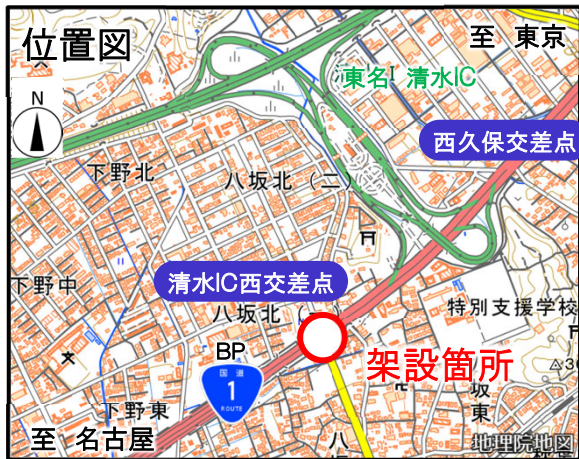 位置図
至 東京
東名 清水IC
N
西久保交差点
下野北
八坂北(二)
下野中
清水IC西交差点
八坂北(一)
特別支援学校
BP
架設箇所
国道
1
ROUTE
下野東
坂東
至 名古屋
八
地理院地図